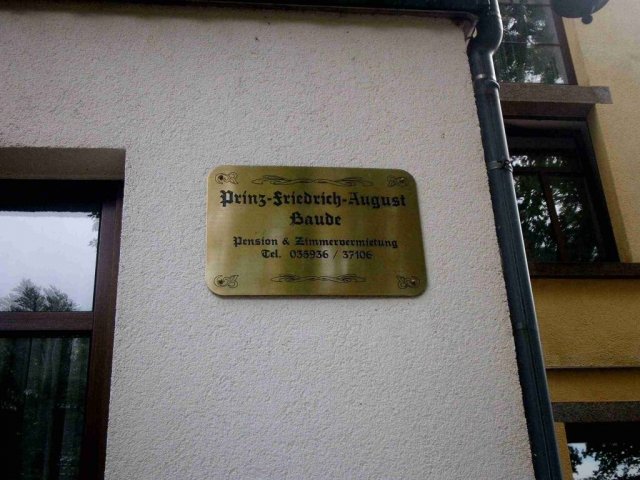 Prinz-Friedrich-August
Baude
Pension & Zimmervermietung
Tel. 035936 / 37106